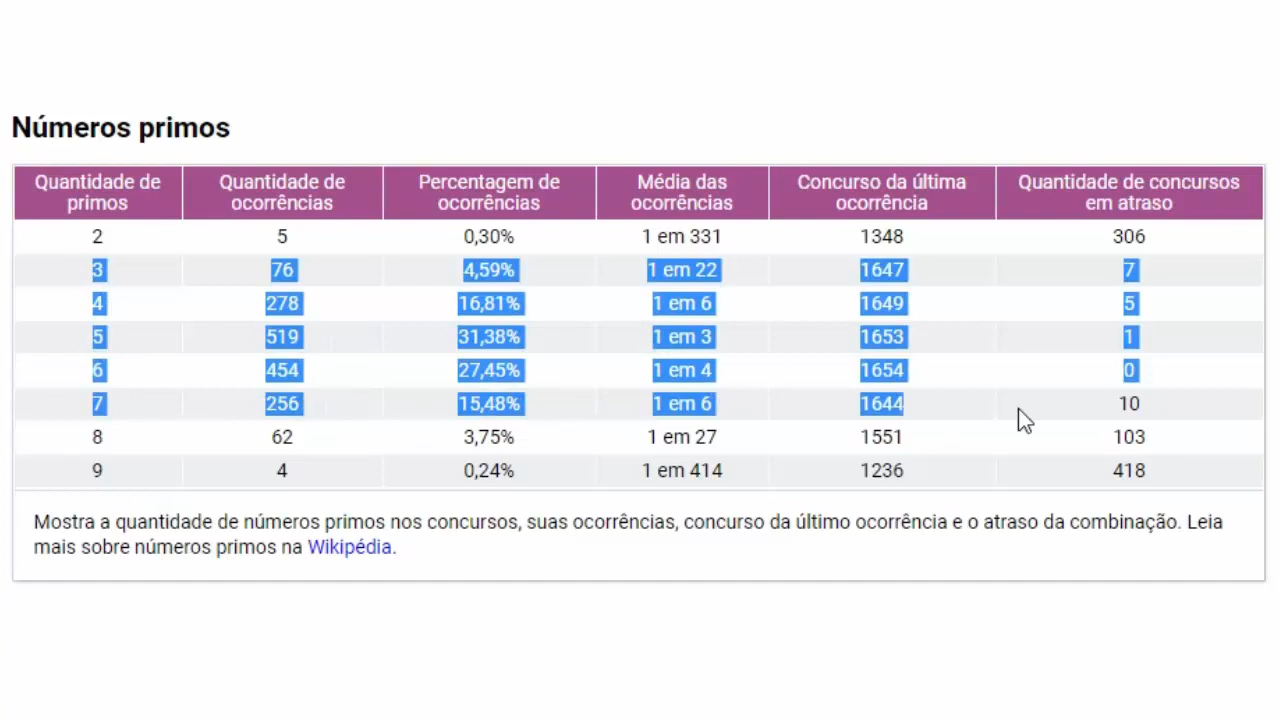 Números primos
Quantidade de primos Quantidade de ocorrências Percentagem de ocorrências Média das ocorrências Concurso da última ocorrência Quantidade de concursos em atraso
2 5 0,30% 1 em 331 1348 306
3 76 4,59% 1 em 22 1647 7
4 278 16,81% 1 em 6 1649 5
5 519 31,38% 1 em 3 1653 1
6 454 27,45% 1 em 4 1654 0
7 256 15,48% 1 em 6 1644 10
8 62 3,75% 1 em 27 1551 103
9 4 0,24% 1 em 414 1236 418
Mostra a quantidade de números primos nos concursos, suas ocorrências, concurso da último ocorrência e o atraso da combinação. Leia
mais sobre números primos na Wikipédia.